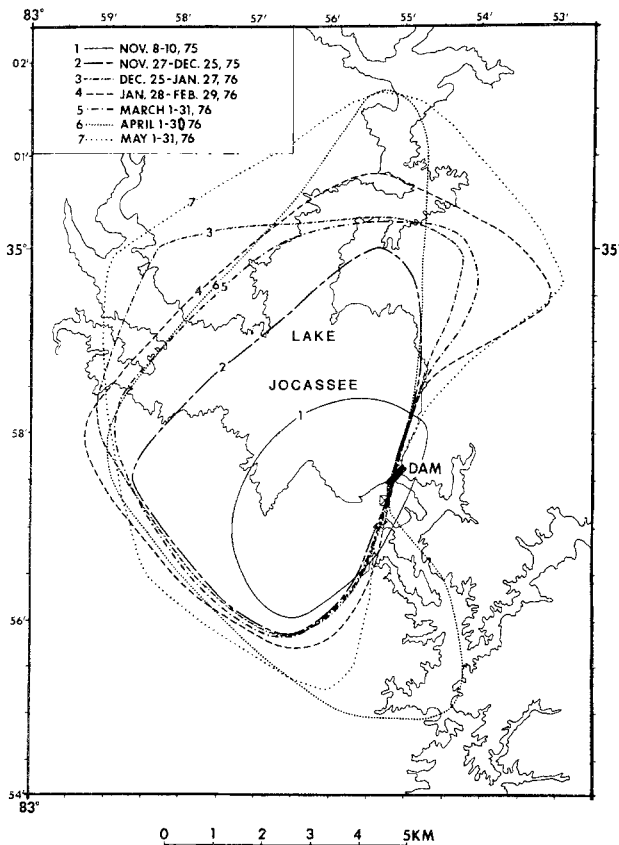 83° 59' 58' 57' 56' 55' 54' 53'
1 NOV. 8-10, 75
2 NOV. 27-DEC. 25, 75
3 DEC. 25-JAN. 27, 76
4 JAN. 28-FEB. 29, 76
5 MARCH 1-31, 76
6 APRIL 1-30 76
7 MAY 1-31, 76
02'
01'
7
3
35° 35°
4 6 5
LAKE
2
JOCASSEE
1
58'
DAM
56'
54'
83°
0 1 2 3 4 5KM